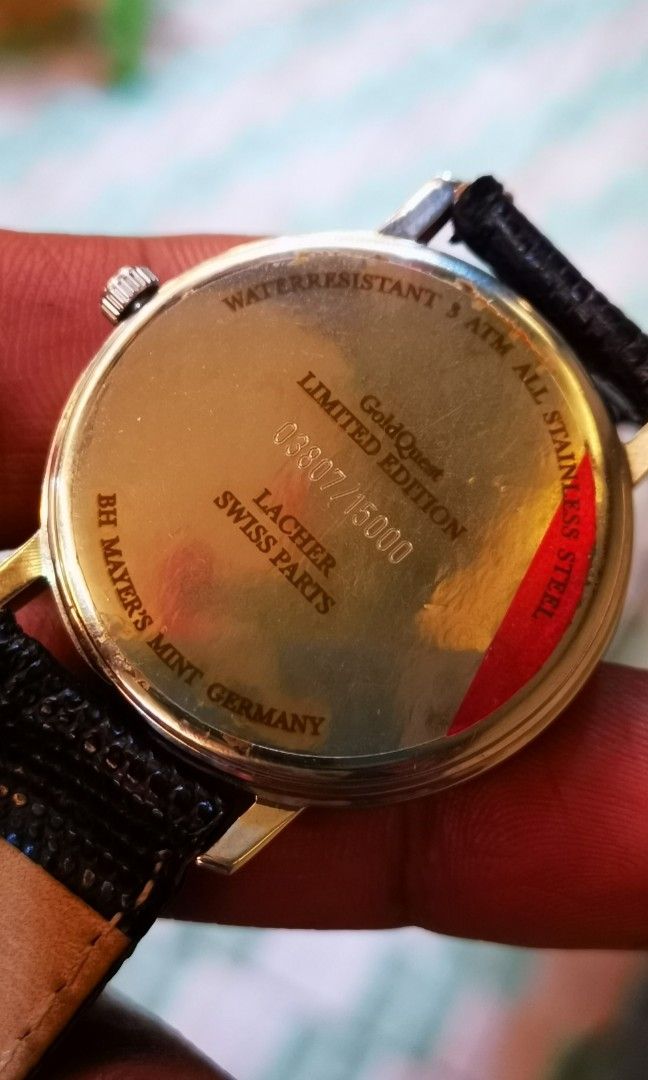 WATERRESISTANT 3 ATM ALL STAINLESS STEEL
GoldQuest
LIMITED EDITION
03807/15000
LACHER
SWISS PARTS
BH MAYER'S MINT GERMANY